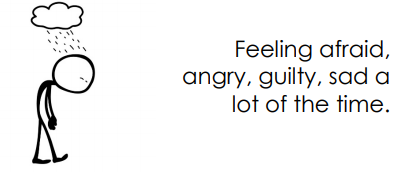 Feeling afraid,
angry, guilty, sad a
lot of the time.